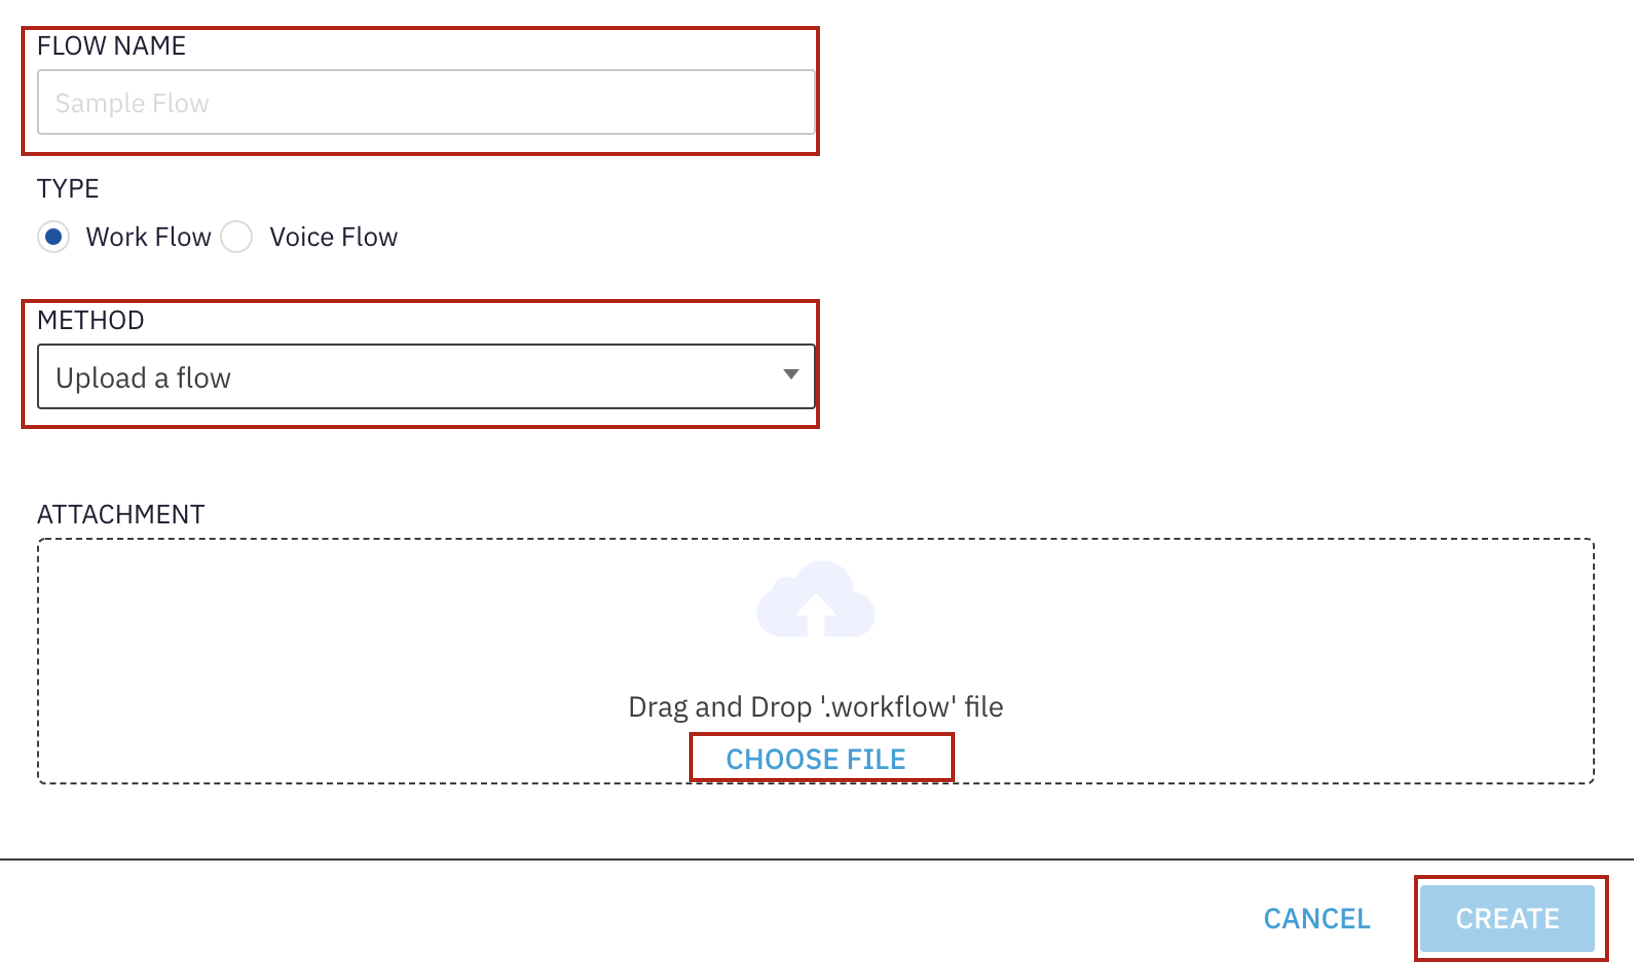 FLOW NAME
Sample Flow
TYPE
Work Flow Voice Flow
METHOD
Upload a flow
ATTACHMENT
Drag and Drop '.workflow' file
CHOOSE FILE
CANCEL CREATE